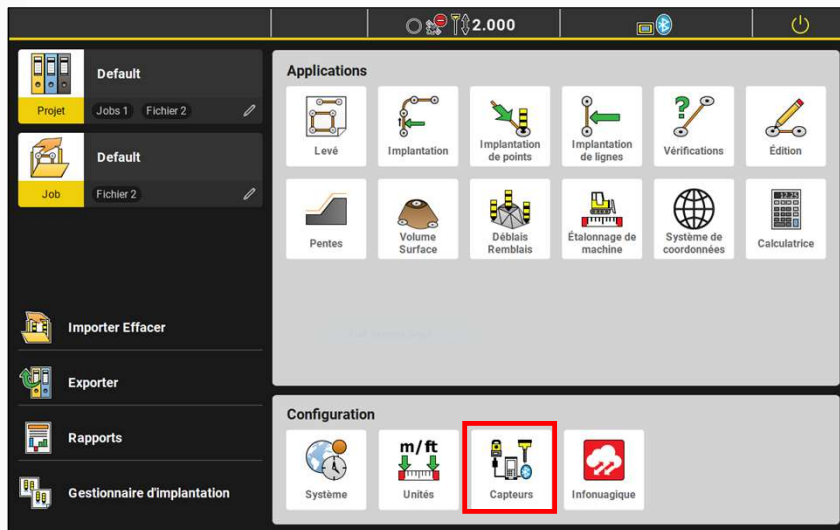 2.000
Default
Projet
Jobs 1 Fichier 2
Default
Job
Fichier 2
Importer Effacer
Exporter
Rapports
Gestionnaire d'implantation
Applications
Levé
Implantation
Implantation
de points
Implantation
de lignes
Vérifications
Édition
Pentes
Volume
Surface
Déblais
Remblais
Étalonnage de
machine
Système de
coordonnées
Calculatrice
Configuration
Système
m/ft
Unités
Capteurs
Infonuagique